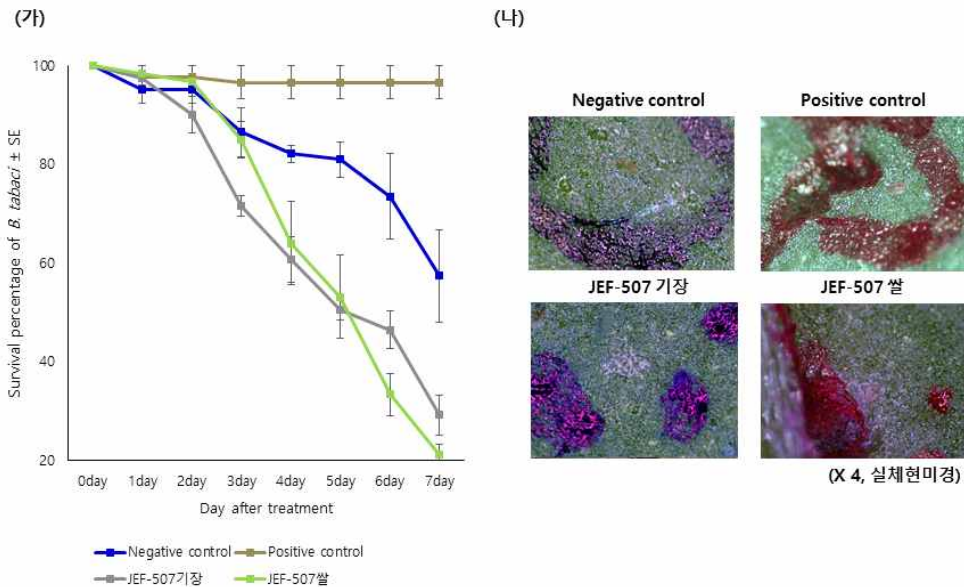 (가)
(나)
Survival percentage of B. tabaci ± SE
100
80
60
40
20
0day 1day 2day 3day 4day 5day 6day 7day
Day after treatment
Negative control
Positive control
JEF-507기장
JEF-507쌀
Negative control
Positive control
JEF-507 기장
JEF-507 쌀
(X 4, 실체현미경)